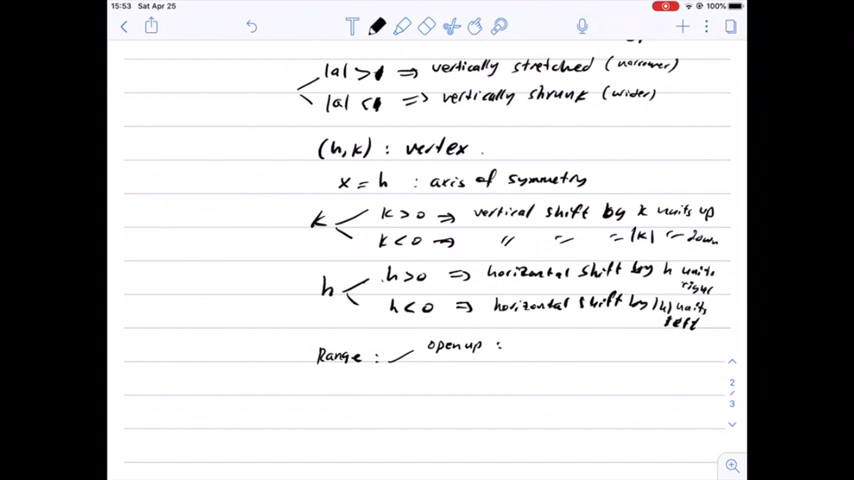 15:53 Sat Apr 25
100%
|a| > 1 ⇒ vertically stretched (narrower)
|a| < 1 ⇒ vertically shrunk (wider)
(h,k) : vertex.
x = h : axis of symmetry
k
k > 0 ⇒ vertical shift by k units up
k < 0 ⇒ " " " |k| " down
h
h > 0 ⇒ horizontal shift by h units
right
h < 0 ⇒ horizontal shift by |h| units
left
Range : open up :
2
3